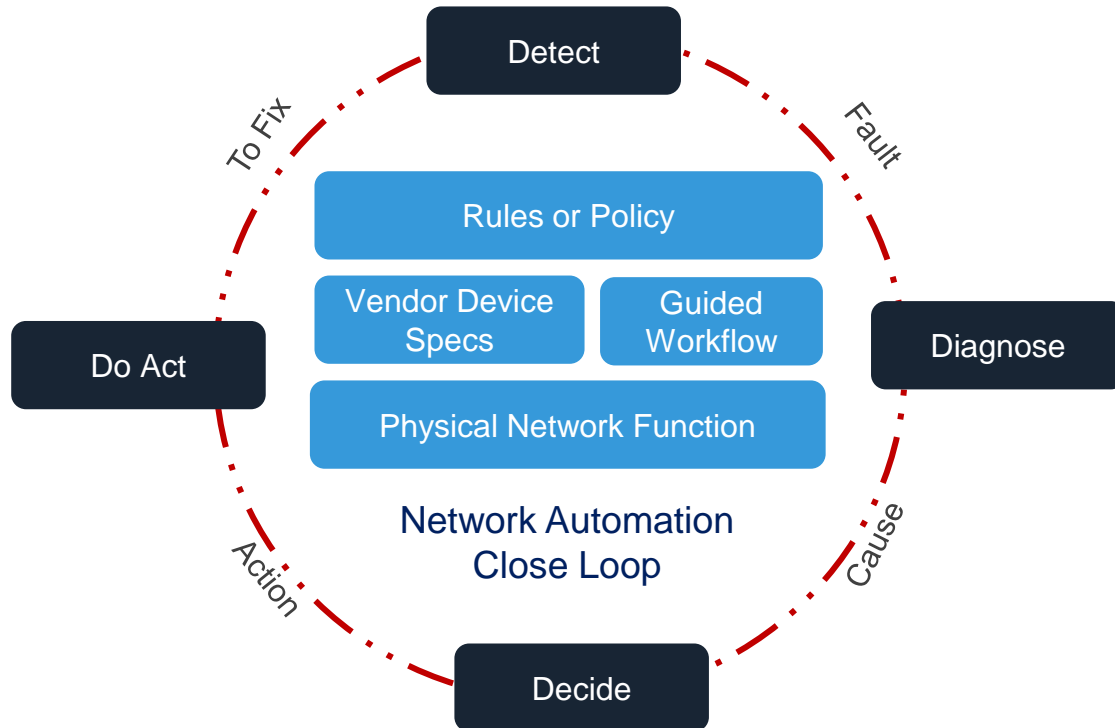 Detect
To Fix
Fault
Rules or Policy
Vendor Device
Specs
Guided
Workflow
Do Act
Diagnose
Physical Network Function
Network Automation
Close Loop
Action
Cause
Decide